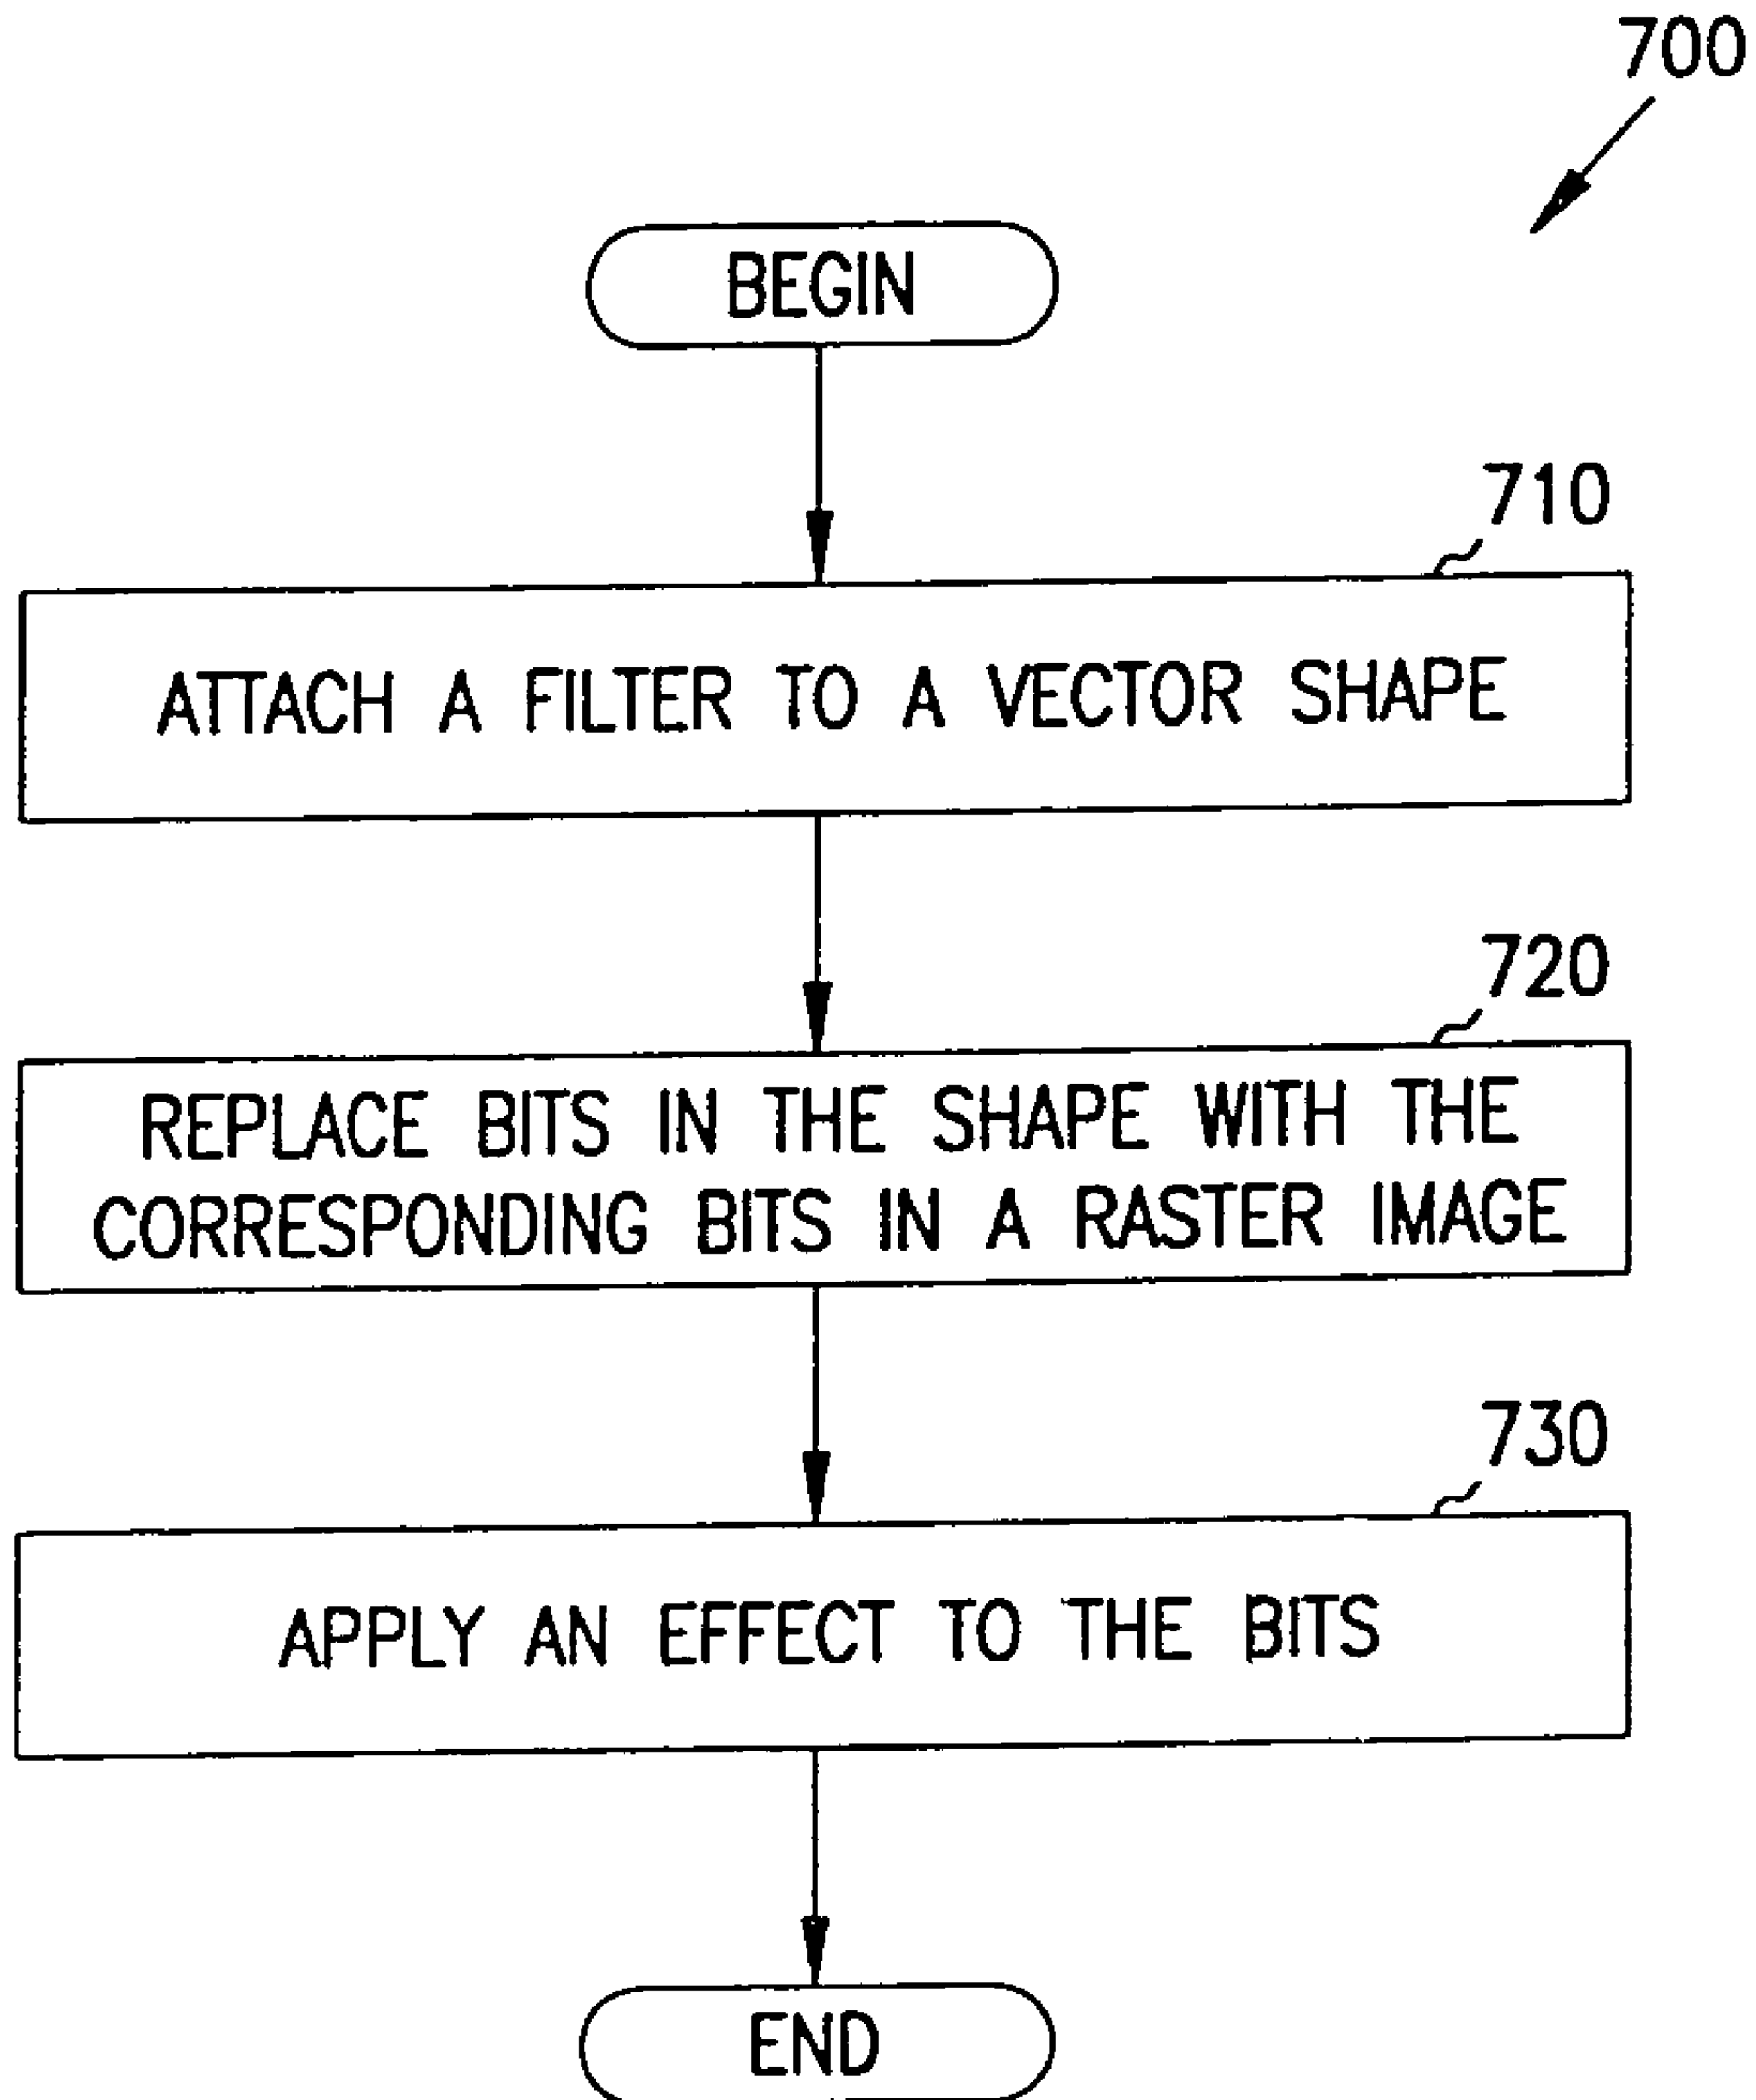 700
BEGIN
710
ATTACH A FILTER TO A VECTOR SHAPE
720
REPLACE BITS IN THE SHAPE WITH THE
CORRESPONDING BITS IN A RASTER IMAGE
730
APPLY AN EFFECT TO THE BITS
END